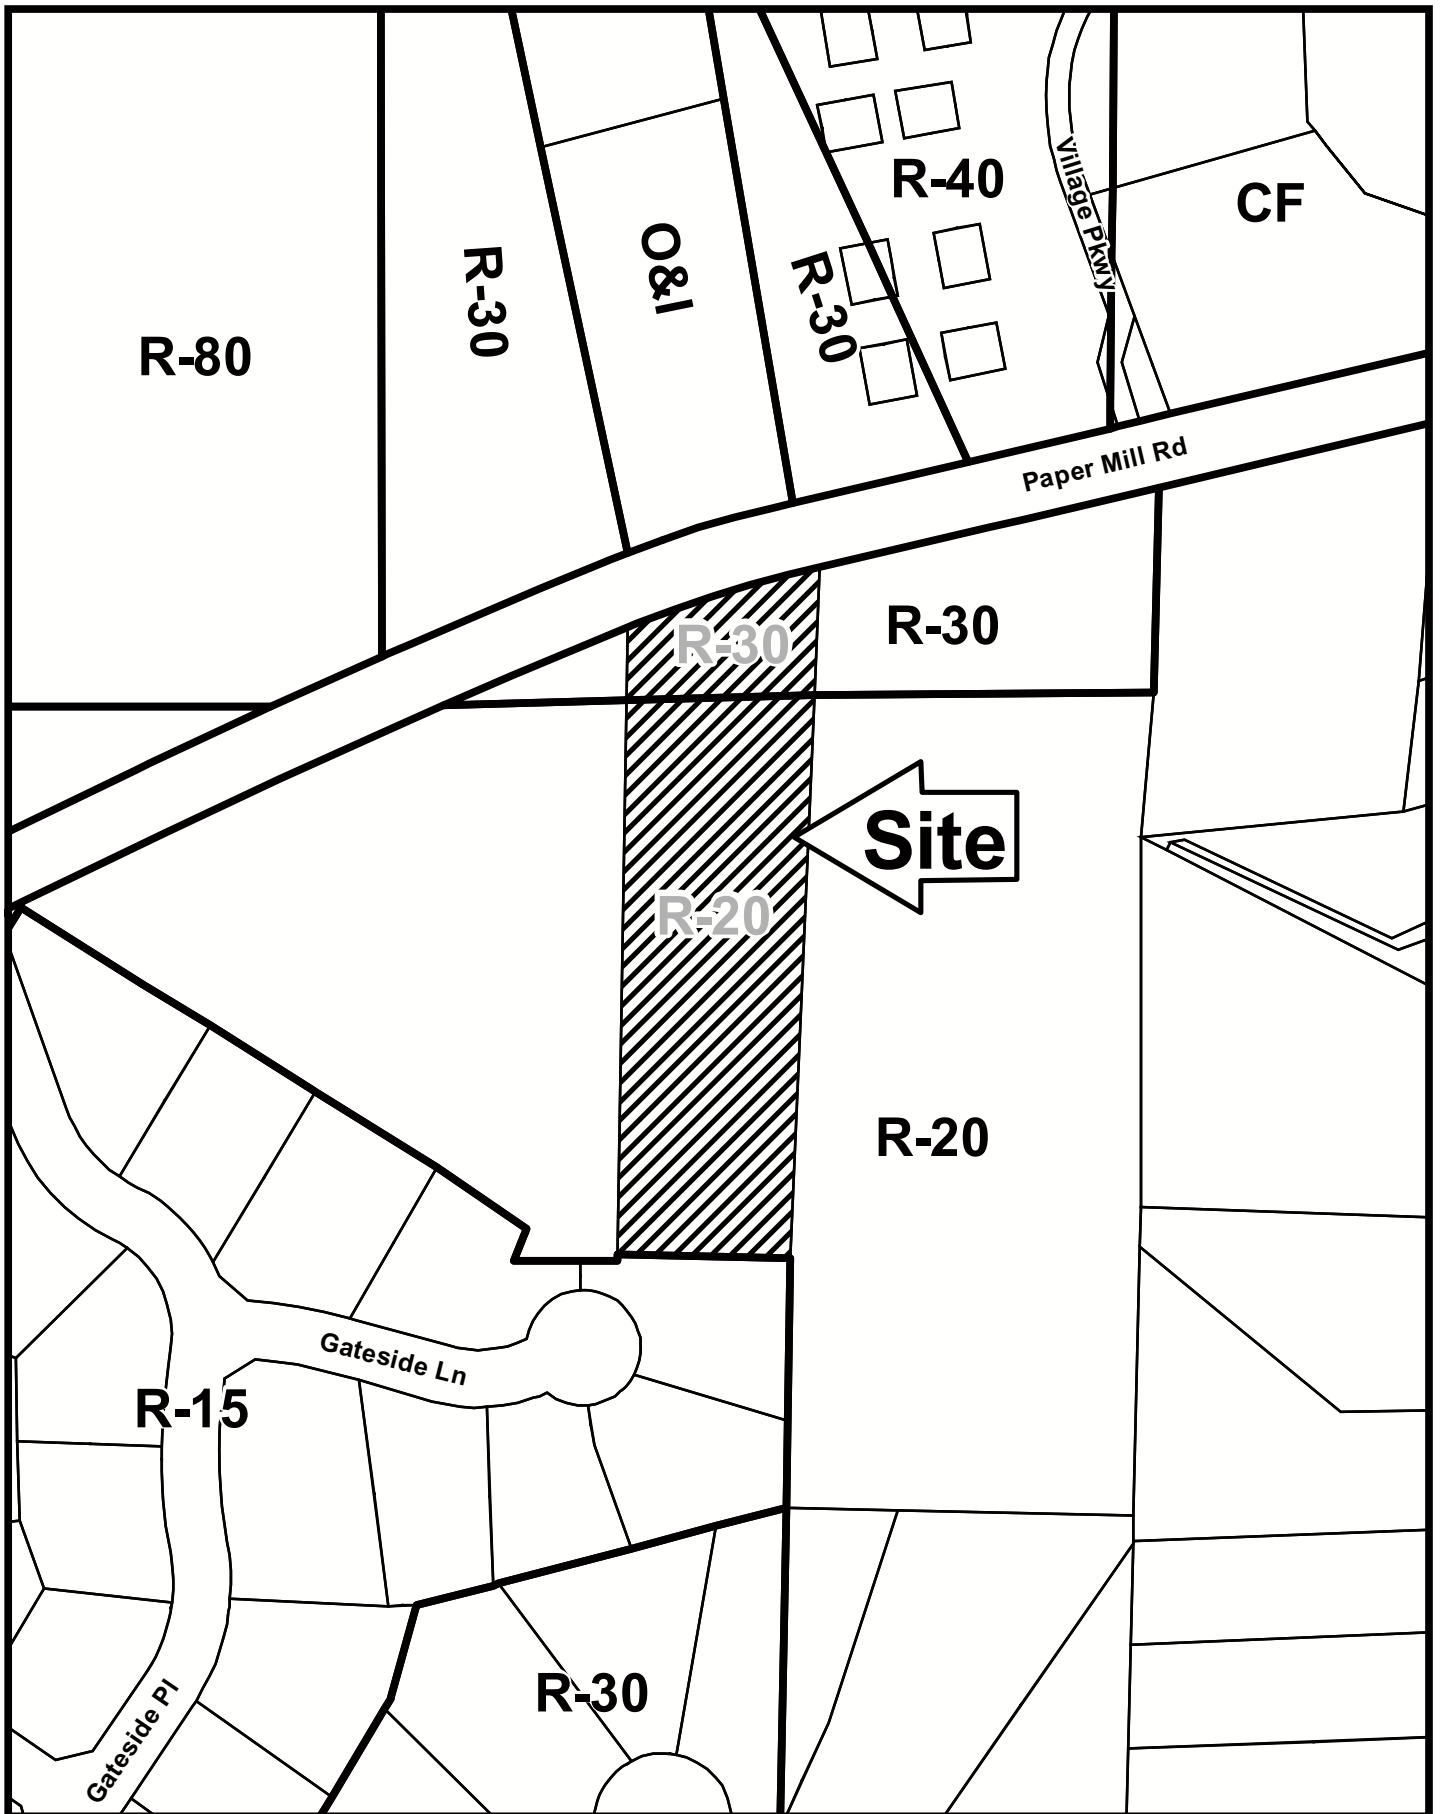 R-40
CF
Village Pkwy
R-30
O&I
R-30
R-80
Paper Mill Rd
R-30
R-30
Site
R-20
R-20
Gateside Ln
R-15
R-30
Gateside Pl